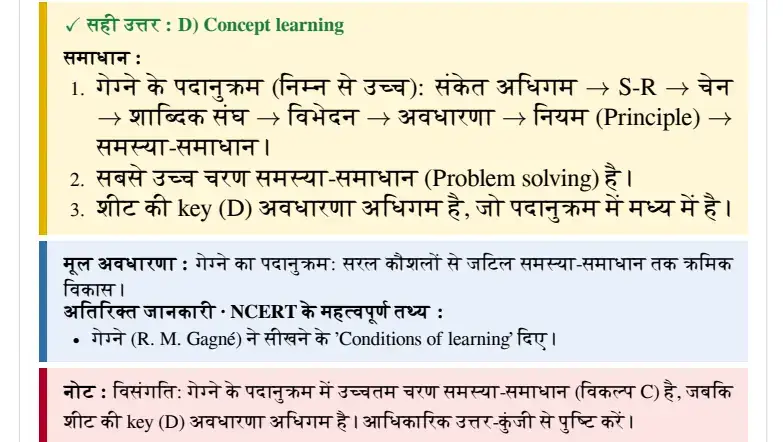 ✓ सही उत्तर : D) Concept learning
समाधान :
1. गेग्ने के पदानुक्रम (निम्न से उच्च): संकेत अधिगम → S-R → चेन
→ शाब्दिक संघ → विभेदन → अवधारणा → नियम (Principle) →
समस्या-समाधान।
2. सबसे उच्च चरण समस्या-समाधान (Problem solving) है।
3. शीट की key (D) अवधारणा अधिगम है, जो पदानुक्रम में मध्य में है।
मूल अवधारणा : गेग्ने का पदानुक्रम: सरल कौशलों से जटिल समस्या-समाधान तक क्रमिक
विकास।
अतिरिक्त जानकारी · NCERT के महत्वपूर्ण तथ्य :
• गेग्ने (R. M. Gagné) ने सीखने के ’Conditions of learning’ दिए।
नोट : विसंगति: गेग्ने के पदानुक्रम में उच्चतम चरण समस्या-समाधान (विकल्प C) है, जबकि
शीट की key (D) अवधारणा अधिगम है। आधिकारिक उत्तर-कुंजी से पुष्टि करें।